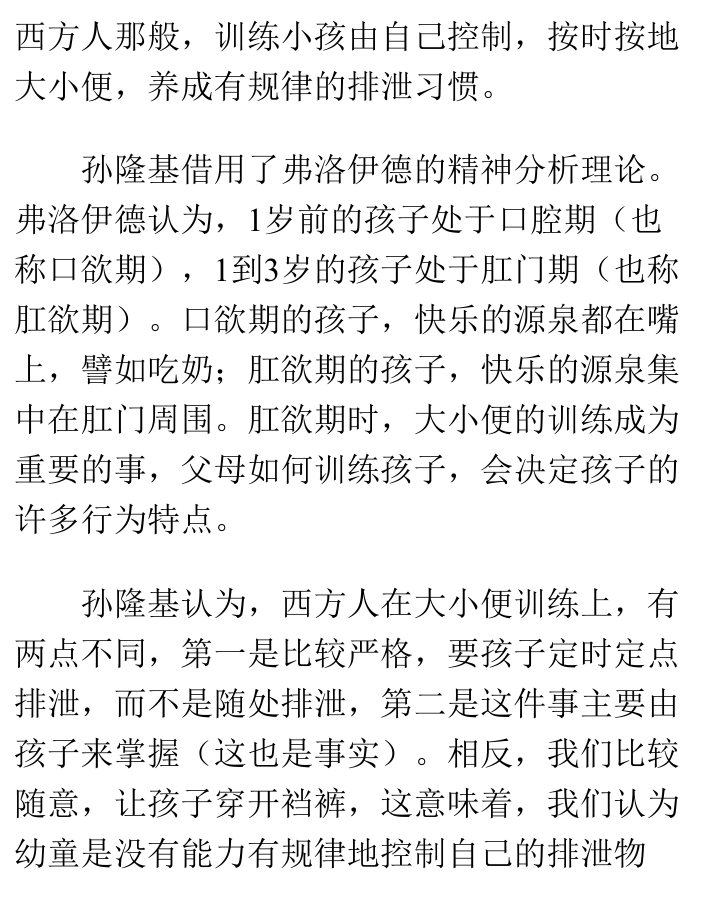 西方人那般，训练小孩由自己控制，按时按地
大小便，养成有规律的排泄习惯。
孙隆基借用了弗洛伊德的精神分析理论。
弗洛伊德认为，1岁前的孩子处于口腔期（也
称口欲期），1到3岁的孩子处于肛门期（也称
肛欲期）。口欲期的孩子，快乐的源泉都在嘴
上，譬如吃奶；肛欲期的孩子，快乐的源泉集
中在肛门周围。肛欲期时，大小便的训练成为
重要的事，父母如何训练孩子，会决定孩子的
许多行为特点。
孙隆基认为，西方人在大小便训练上，有
两点不同，第一是比较严格，要孩子定时定点
排泄，而不是随处排泄，第二是这件事主要由
孩子来掌握（这也是事实）。相反，我们比较
随意，让孩子穿开裆裤，这意味着，我们认为
幼童是没有能力有规律地控制自己的排泄物